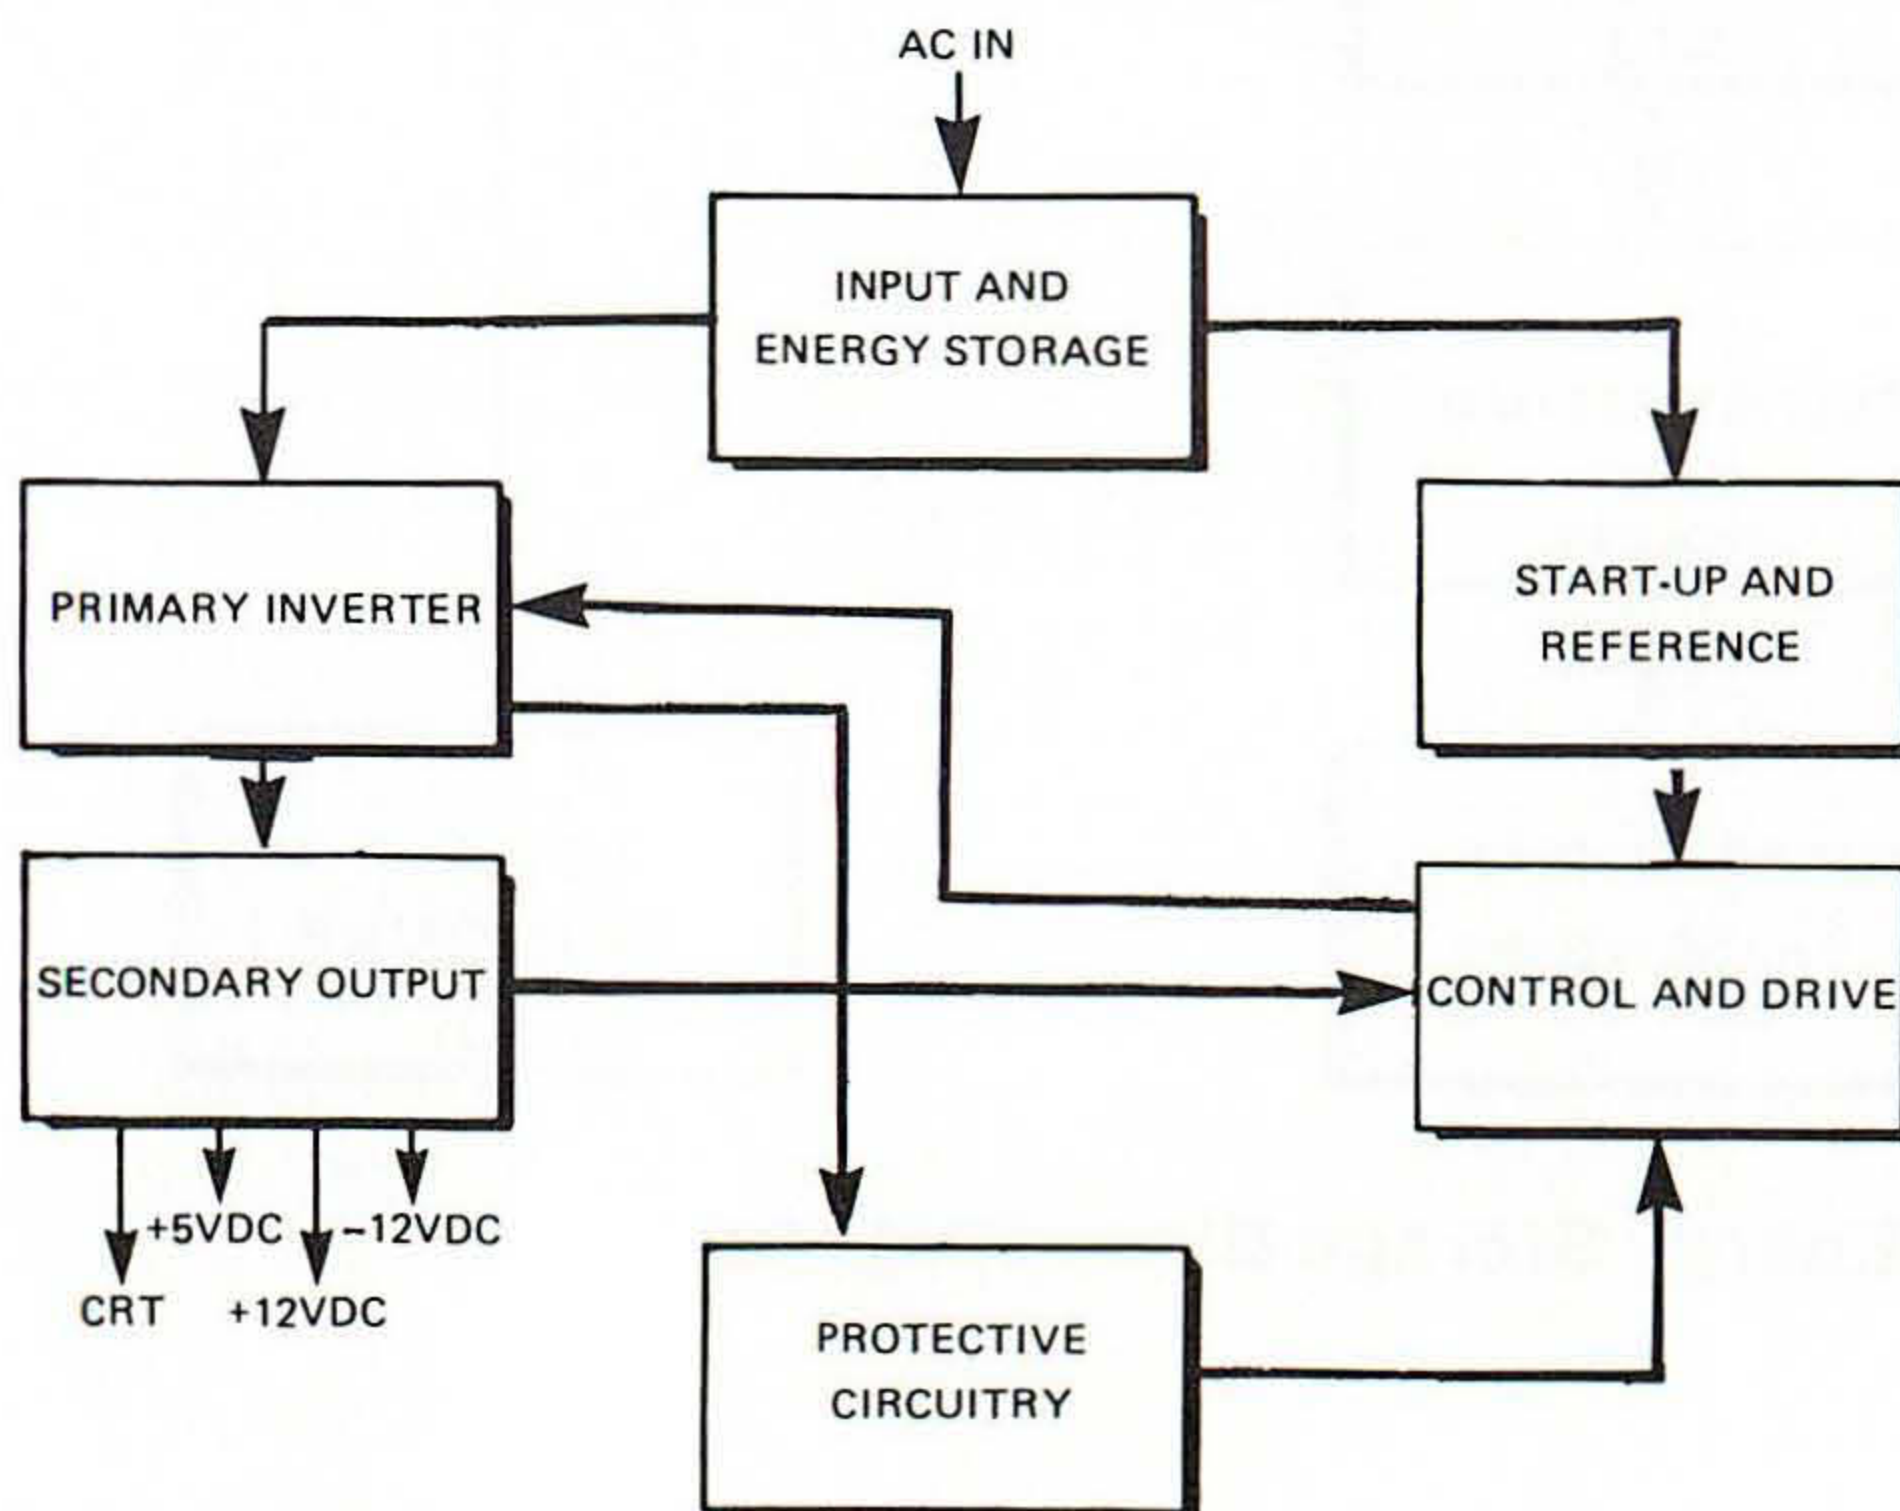 AC IN
INPUT AND
ENERGY STORAGE
PRIMARY INVERTER
START-UP AND
REFERENCE
SECONDARY OUTPUT
CONTROL AND DRIVE
+5VDC
-12VDC
CRT
+12VDC
PROTECTIVE
CIRCUITRY